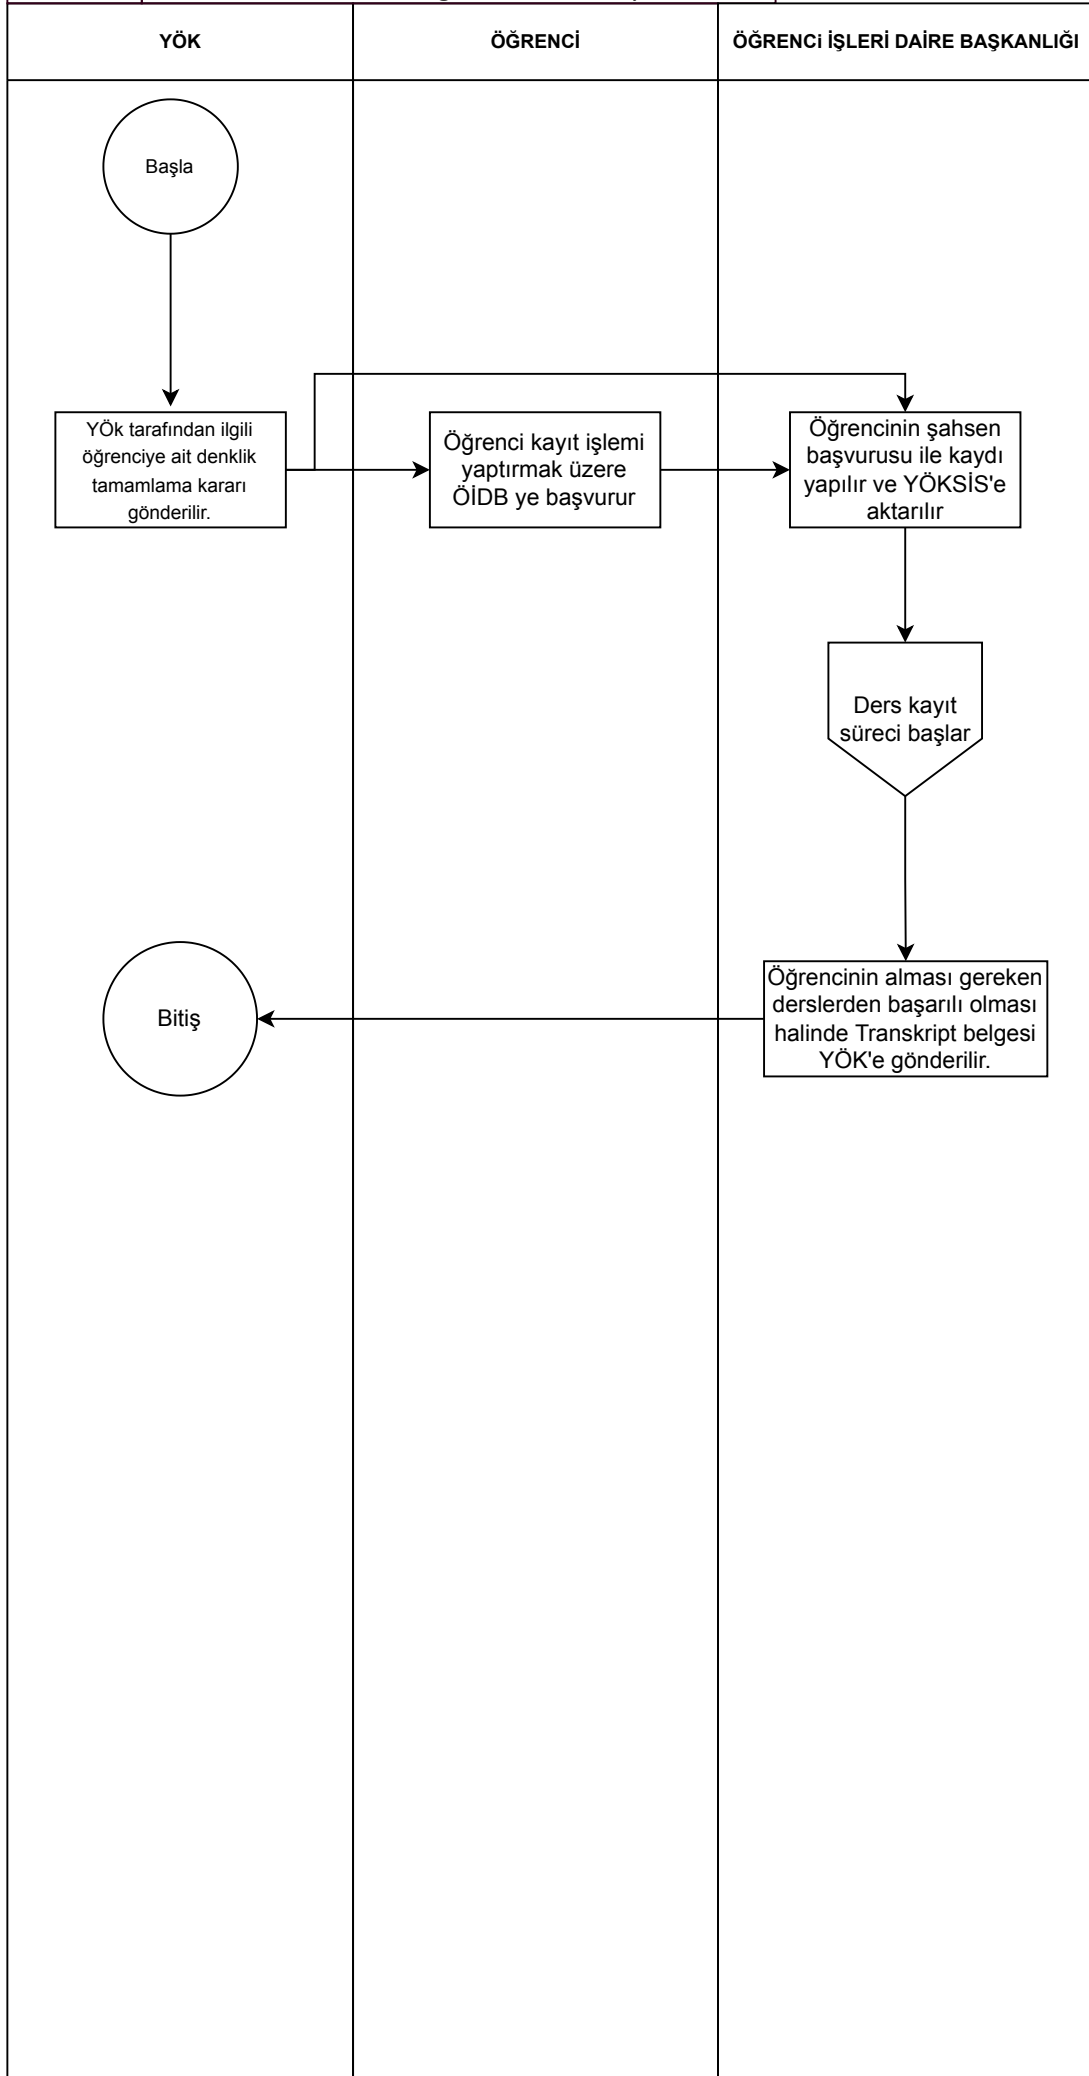 YÖK
ÖĞRENCİ
ÖĞRENCi İŞLERİ DAİRE BAŞKANLIĞI
Başla
YÖk tarafından ilgili
öğrenciye ait denklik
tamamlama kararı
gönderilir.
Öğrenci kayıt işlemi
yaptırmak üzere
ÖİDB ye başvurur
Öğrencinin şahsen
başvurusu ile kaydı
yapılır ve YÖKSİS'e
aktarılır
Ders kayıt
süreci başlar
Bitiş
Öğrencinin alması gereken
derslerden başarılı olması
halinde Transkript belgesi
YÖK'e gönderilir.